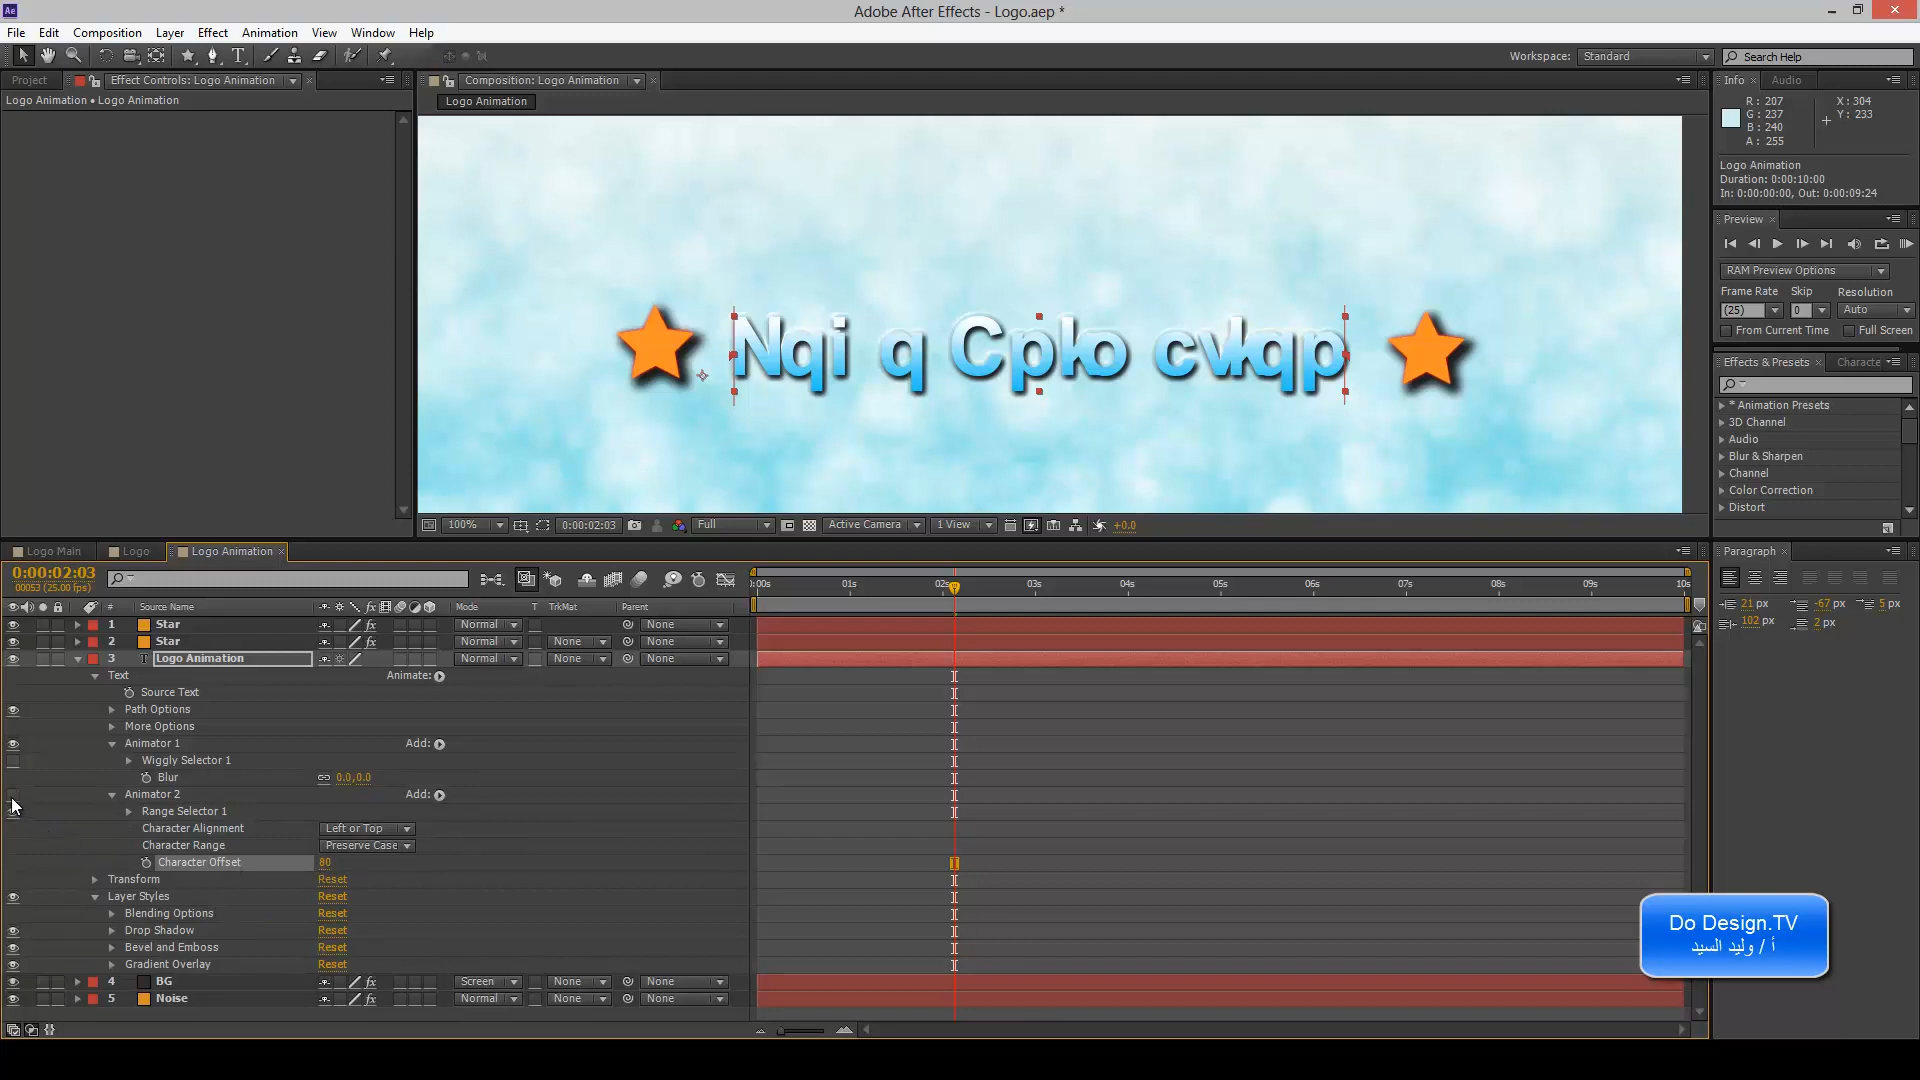 Adobe After Effects - Logo.aep *
File Edit Composition Layer Effect Animation View Window Help
Workspace: Standard Search Help
Project Effect Controls: Logo Animation
Logo Animation • Logo Animation
Composition: Logo Animation
Logo Animation
Nqi q Cpko cvkqp
100% 0:00:02:03 Full Active Camera 1 View +0.0
Info Audio
R: 207 X: 304
G: 237 Y: 233
B: 240
A: 255
Logo Animation
Duration: 0:00:10:00
In: 0:00:00:00, Out: 0:00:09:24
Preview
RAM Preview Options
Frame Rate Skip Resolution
(25) 0 Auto
From Current Time Full Screen
Effects & Presets Characte
* Animation Presets
3D Channel
Audio
Blur & Sharpen
Channel
Color Correction
Distort
Paragraph
21 px -67 px 5 px
102 px 2 px
Logo Main Logo Logo Animation
0:00:02:03
00053 (25.00 fps)
:00s 01s 02s 03s 04s 05s 06s 07s 08s 09s 10s
# Source Name Mode T TrkMat Parent
1 Star Normal None
2 Star Normal None None
3 Logo Animation Normal None None
Text Animate:
Source Text
Path Options
More Options
Animator 1 Add:
Wiggly Selector 1
Blur 0.0,0.0
Animator 2 Add:
Range Selector 1
Character Alignment Left or Top
Character Range Preserve Case
Character Offset 80
Transform Reset
Layer Styles Reset
Blending Options Reset
Drop Shadow Reset
Bevel and Emboss Reset
Gradient Overlay Reset
4 BG Screen None None
5 Noise Normal None None
Do Design.TV
أ / وليد السيد